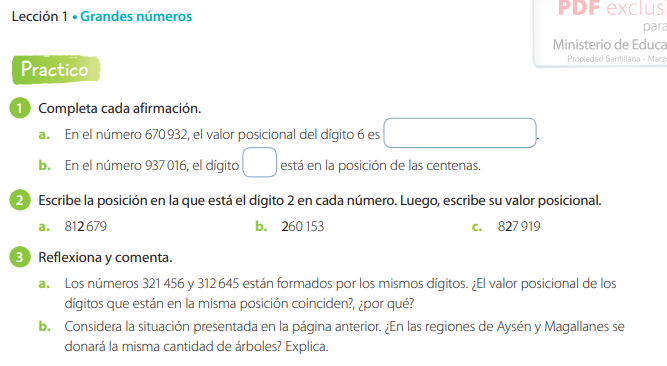 Lección 1 • Grandes números
PDF exclus
para
Ministerio de Educa
Propiedad Santillana - Marz
Practico
1 Completa cada afirmación.
a. En el número 670 932, el valor posicional del dígito 6 es .
b. En el número 937 016, el dígito está en la posición de las centenas.
2 Escribe la posición en la que está el dígito 2 en cada número. Luego, escribe su valor posicional.
a. 812 679 b. 260 153 c. 827 919
3 Reflexiona y comenta.
a. Los números 321 456 y 312 645 están formados por los mismos dígitos. ¿El valor posicional de los
dígitos que están en la misma posición coinciden?, ¿por qué?
b. Considera la situación presentada en la página anterior. ¿En las regiones de Aysén y Magallanes se
donará la misma cantidad de árboles? Explica.